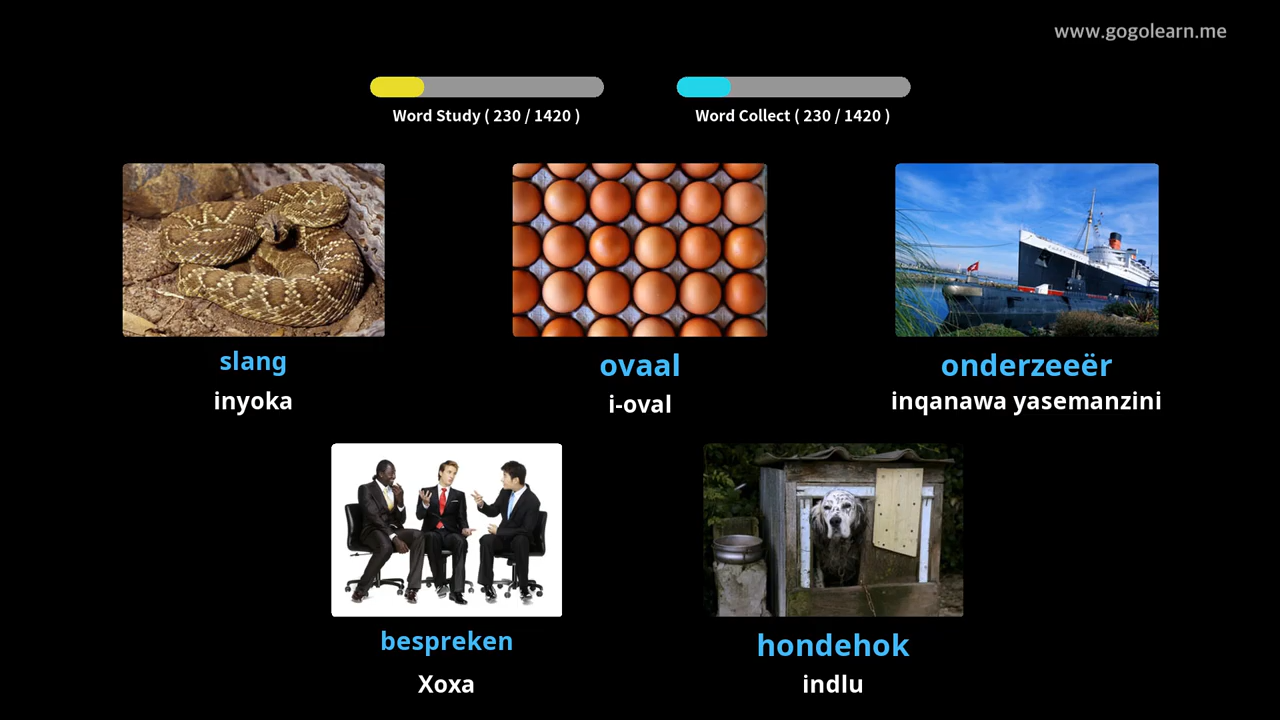 www.gogolearn.me
Word Study ( 230 / 1420 )
Word Collect ( 230 / 1420 )
slang
inyoka
ovaal
i-oval
onderzeeër
inqanawa yasemanzini
bespreken
Xoxa
hondehok
indlu